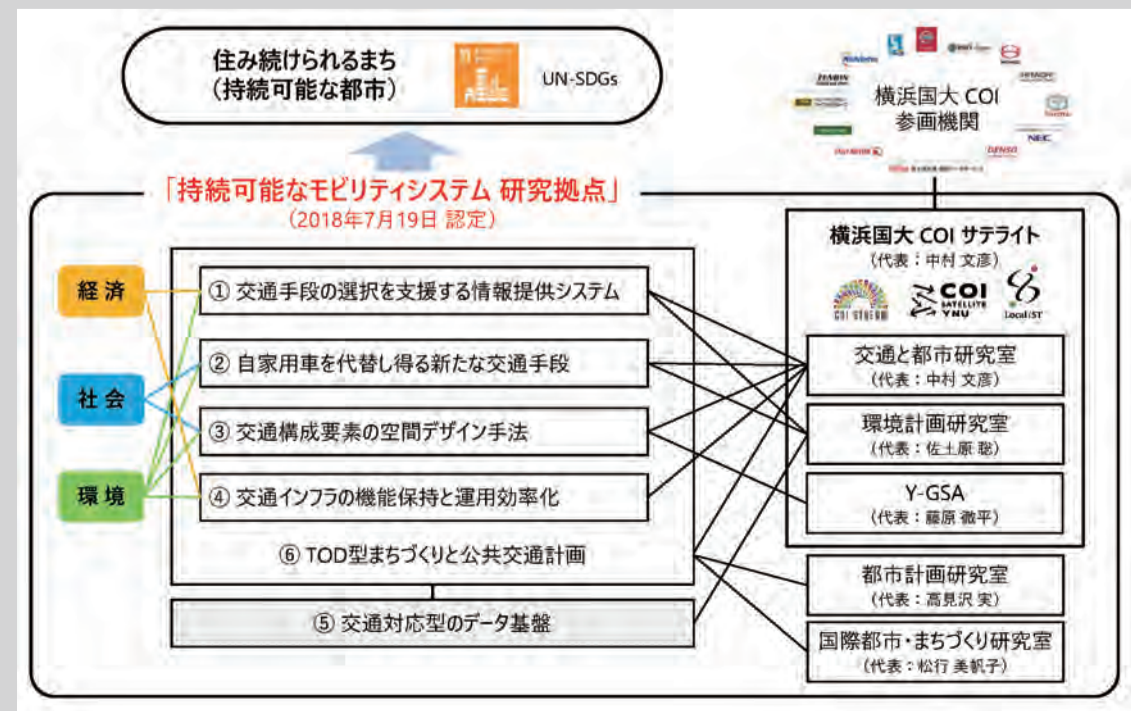 住み続けられるまち
(持続可能な都市)
UN-SDGs
横浜国大 COI
参画機関
ZENRIN
HITACHI
NEC
DENSO
「持続可能なモビリティシステム 研究拠点」
(2018年7月19日 認定)
経済
社会
環境
① 交通手段の選択を支援する情報提供システム
② 自家用車を代替し得る新たな交通手段
③ 交通構成要素の空間デザイン手法
④ 交通インフラの機能保持と運用効率化
⑥ TOD型まちづくりと公共交通計画
⑤ 交通対応型のデータ基盤
横浜国大 COI サテライト
(代表:中村 文彦)
COI STREAM
COI
SATELLITE
YNU
Local iST
交通と都市研究室
(代表:中村 文彦)
環境計画研究室
(代表:佐土原 聡)
Y-GSA
(代表:藤原 徹平)
都市計画研究室
(代表:高見沢 実)
国際都市・まちづくり研究室
(代表:松行 美帆子)